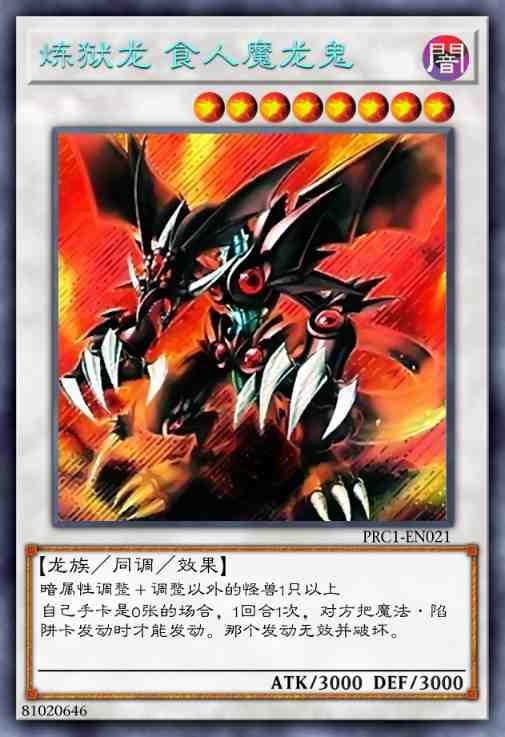 炼狱龙 食人魔龙鬼
闇
PRC1-EN021
【龙族／同调／效果】
暗属性调整＋调整以外的怪兽1只以上
自己手卡是0张的场合，1回合1次，对方把魔法·陷
阱卡发动时才能发动。那个发动无效并破坏。
ATK/3000 DEF/3000
81020646